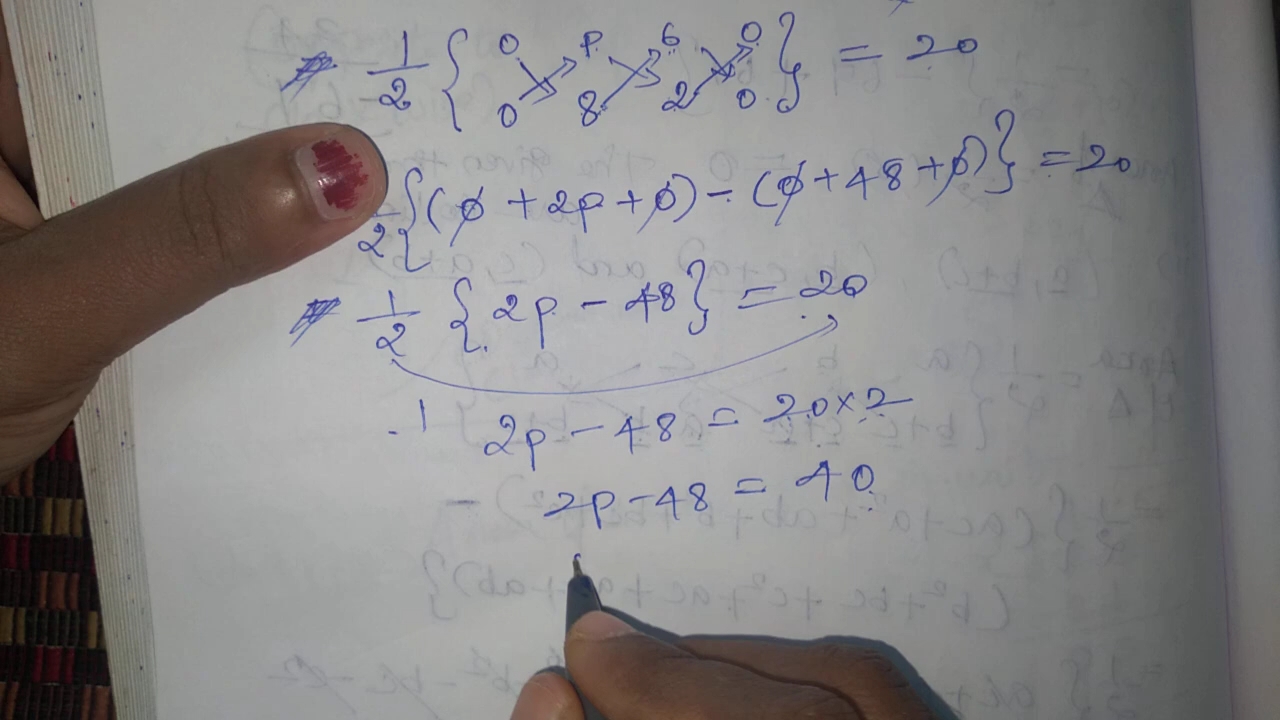 1/2 { 0 P 6 0 } = 20
0 8 2 0
1/2 {(0 + 2p + 0) - (0 + 48 + 0)} = 20
1/2 {2p - 48} = 20
2p - 48 = 20 × 2
2p - 48 = 40